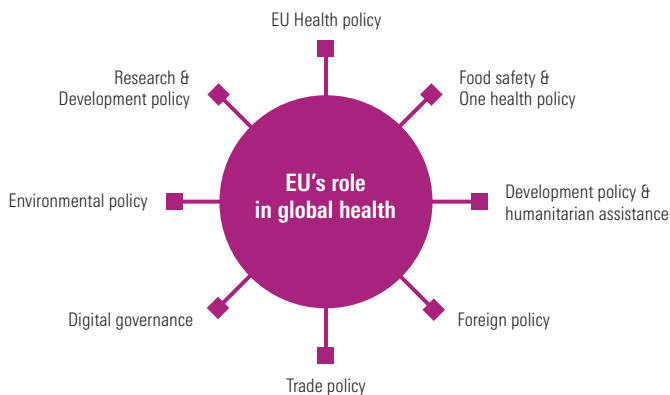 EU Health policy
Research &
Development policy
Food safety &
One health policy
EU's role
in global health
Environmental policy
Development policy &
humanitarian assistance
Digital governance
Foreign policy
Trade policy